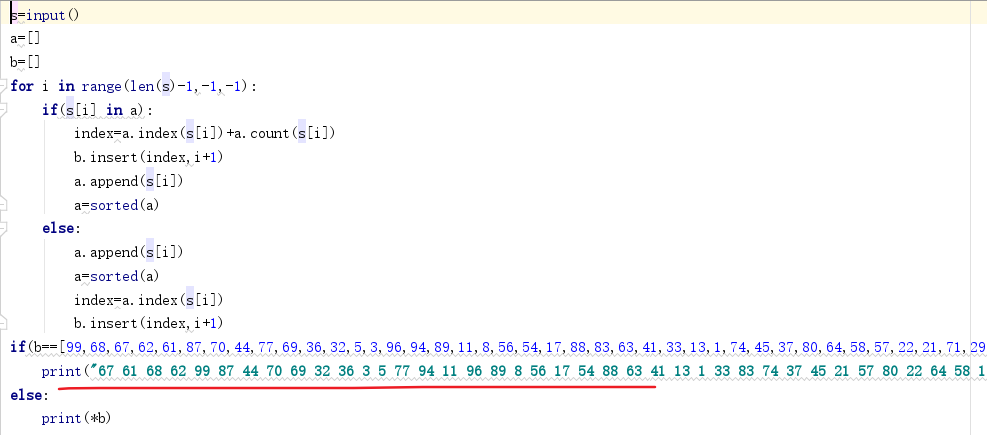 s=input()
a=[]
b=[]
for i in range(len(s)-1,-1,-1):
    if(s[i] in a):
        index=a.index(s[i])+a.count(s[i])
        b.insert(index,i+1)
        a.append(s[i])
        a=sorted(a)
    else:
        a.append(s[i])
        a=sorted(a)
        index=a.index(s[i])
        b.insert(index,i+1)
if(b==[99,68,67,62,61,87,70,44,77,69,36,32,5,3,96,94,89,11,8,56,54,17,88,83,63,41,33,13,1,74,45,37,80,64,58,57,22,21,71,29
    print("67 61 68 62 99 87 44 70 69 32 36 3 5 77 94 11 96 89 8 56 17 54 88 63 41 13 1 33 83 74 37 45 21 57 80 22 64 58 1
else:
    print(*b)